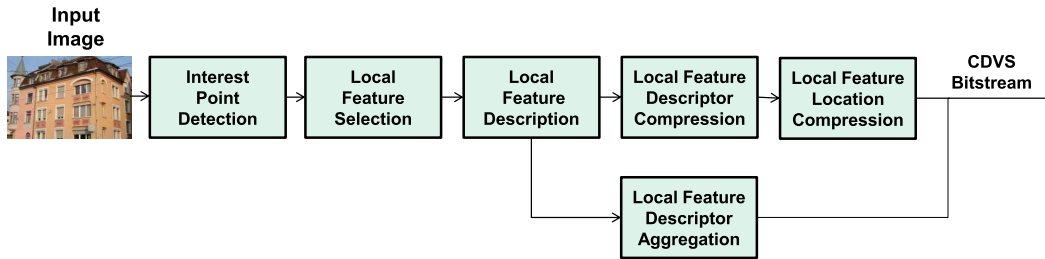 Input
Image
Interest
Point
Detection
Local
Feature
Selection
Local
Feature
Description
Local Feature
Descriptor
Compression
Local Feature
Location
Compression
CDVS
Bitstream
Local Feature
Descriptor
Aggregation